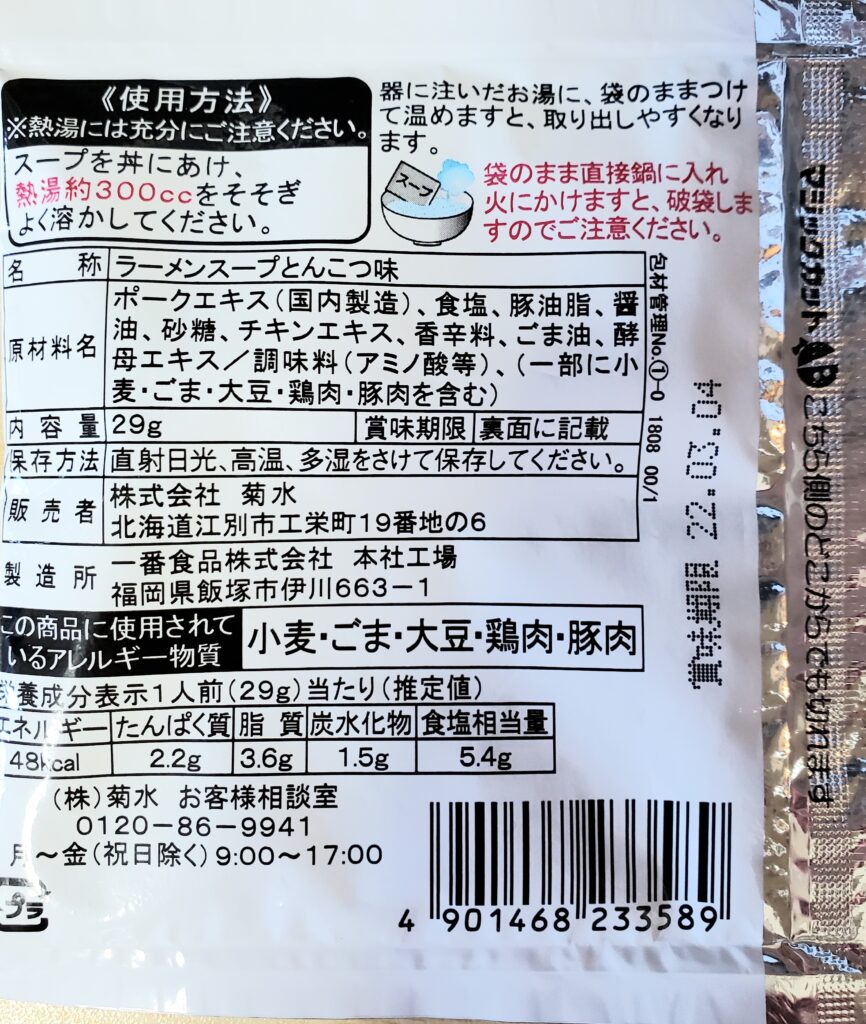 《使用方法》
※熱湯には充分にご注意ください。
スープを丼にあけ、
熱湯約300ccをそそぎ
よく溶かしてください。
器に注いだお湯に、袋のままつけ
て温めますと、取り出しやすくなり
ます。
スープ
袋のまま直接鍋に入れ
火にかけますと、破袋しま
すのでご注意ください。
名称 ラーメンスープとんこつ味
原材料名
ポークエキス(国内製造)、食塩、豚油脂、醤
油、砂糖、チキンエキス、香辛料、ごま油、酵
母エキス/調味料(アミノ酸等)、(一部に小
麦・ごま・大豆・鶏肉・豚肉を含む)
内容量 29g 賞味期限 裏面に記載
保存方法 直射日光、高温、多湿をさけて保存してください。
販売者
株式会社 菊水
北海道江別市工栄町19番地の6
製造所
一番食品株式会社 本社工場
福岡県飯塚市伊川663-1
この商品に使用されて
いるアレルギー物質
小麦・ごま・大豆・鶏肉・豚肉
栄養成分表示1人前(29g)当たり(推定値)
エネルギー たんぱく質 脂質 炭水化物 食塩相当量
48kcal 2.2g 3.6g 1.5g 5.4g
(株)菊水 お客様相談室
0120-86-9941
月〜金(祝日除く)9:00〜17:00
プラ
4 901468 233589
包材管理No.①-0 1808 00/1
賞味期限 22.03.04
マジックカット こちら側のどこからでも切れます